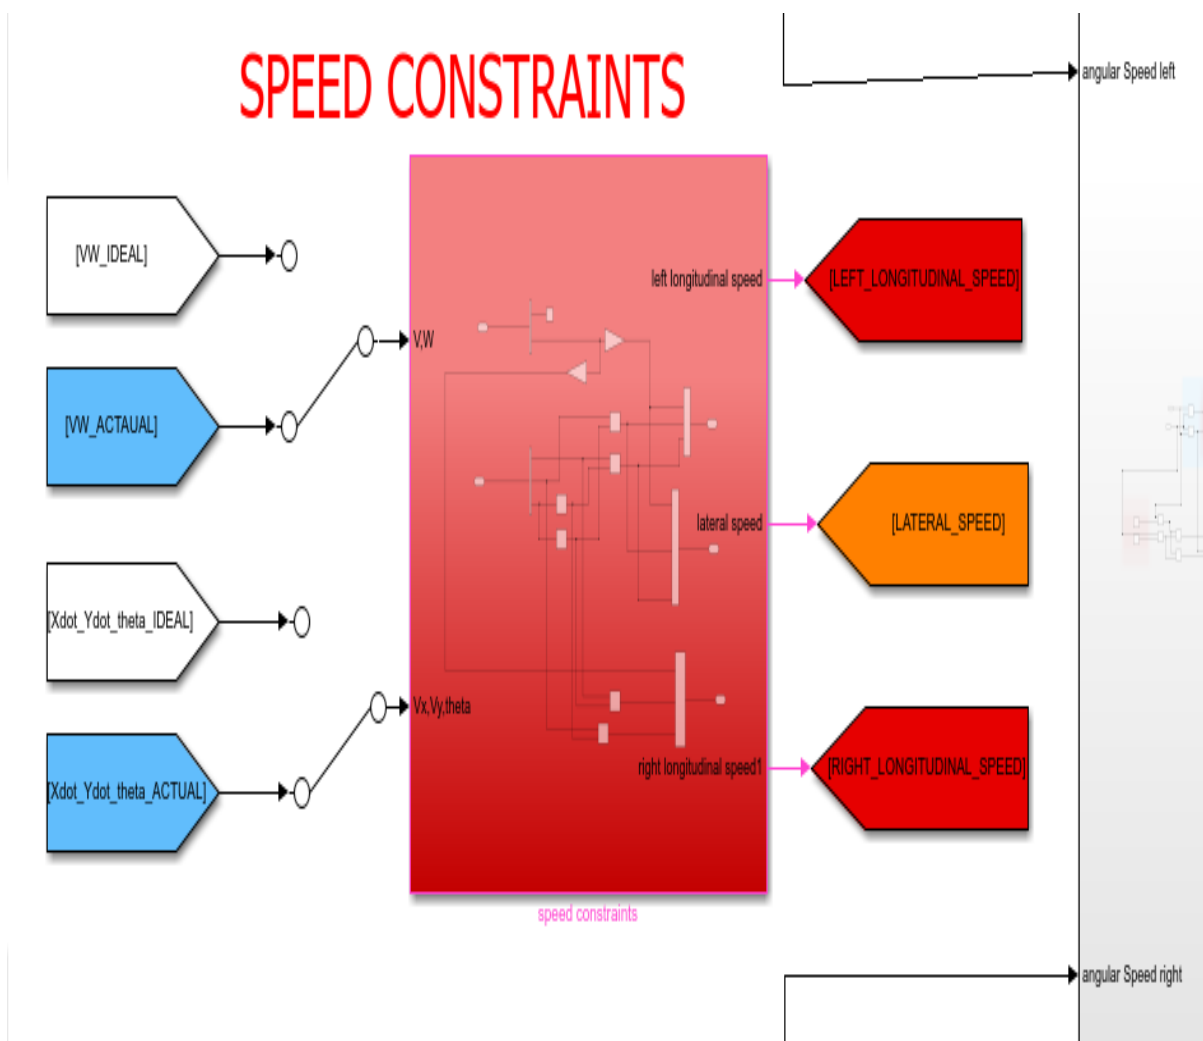 SPEED CONSTRAINTS
angular Speed left
[VW_IDEAL]
left longitudinal speed
[LEFT_LONGITUDINAL_SPEED]
V,W
[VW_ACTAUAL]
lateral speed
[LATERAL_SPEED]
[Xdot_Ydot_theta_IDEAL]
Vx,Vy,theta
right longitudinal speed1
[RIGHT_LONGITUDINAL_SPEED]
[Xdot_Ydot_theta_ACTUAL]
speed constraints
angular Speed right